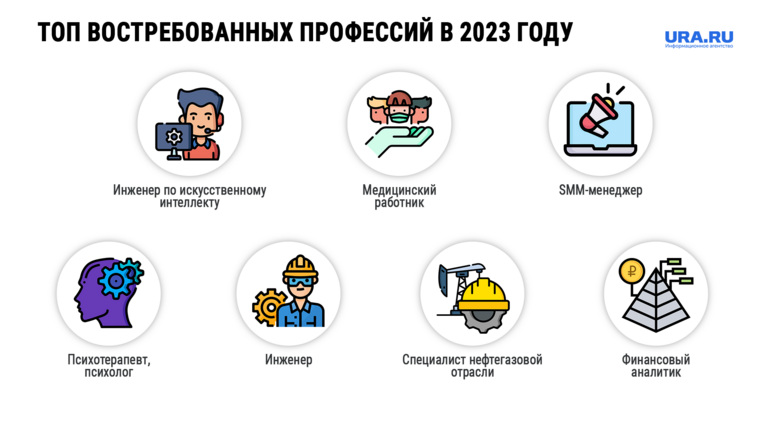 ТОП ВОСТРЕБОВАННЫХ ПРОФЕССИЙ В 2023 ГОДУ
URA.RU
Информационное агентство
Инженер по искусственному
интеллекту
Медицинский
работник
SMM-менеджер
Психотерапевт,
психолог
Инженер
Специалист нефтегазовой
отрасли
₽
Финансовый
аналитик